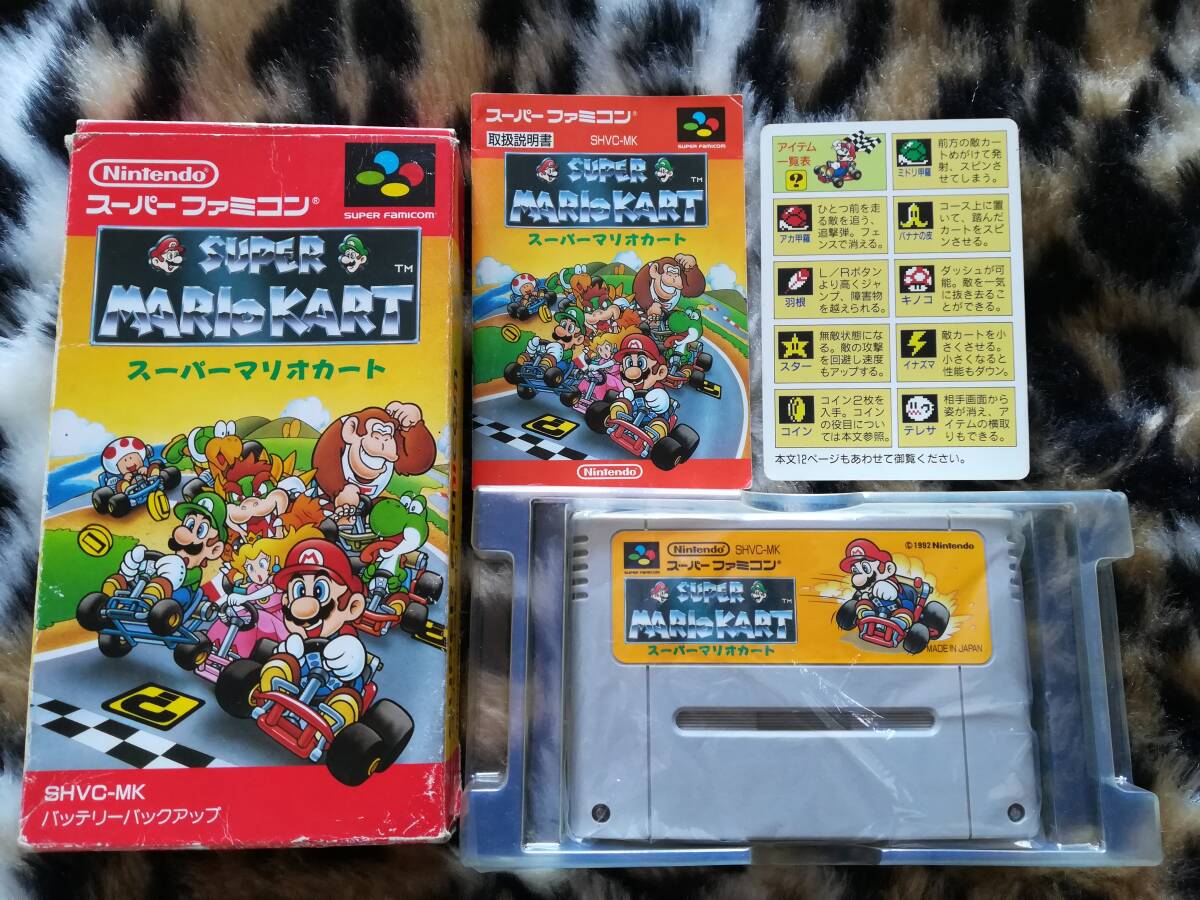 Nintendo
スーパーファミコン®
SUPER FAMICOM™
SUPER
MARIO KART™
スーパーマリオカート
SHVC-MK
バッテリーバックアップ
スーパーファミコン®
取扱説明書
SHVC-MK
SUPER FAMICOM
SUPER
MARIO KART™
スーパーマリオカート
Nintendo
アイテム
一覧表
?
ミドリ甲羅
前方の敵カー
トめがけて発
射、スピンさ
せてしまう。
アカ甲羅
ひとつ前を走
る敵を追う、
追撃弾。フェ
ンスで消える。
バナナの皮
コース上に置
いて、踏んだ
カートをスピ
ンさせる。
羽根
L/Rボタン
より高くジャ
ンプ、障害物
を越えられる。
キノコ
ダッシュが可
能。敵を一気
に抜き去るこ
とができる。
スター
無敵状態にな
る。敵の攻撃
を回避し速度
もアップする。
イナズマ
敵カートを小
さくさせる。
小さくなると
性能もダウン。
コイン
コイン2枚を
入手。コイン
の役目につい
ては本文参照。
テレサ
相手画面から
姿が消え、ア
イテムの横取
りもできる。
本文12ページもあわせて御覧ください。
SUPER FAMICOM
Nintendo
SHVC-MK
スーパーファミコン®
SUPER
MARIO KART™
スーパーマリオカート
©1992 Nintendo
MADE IN JAPAN